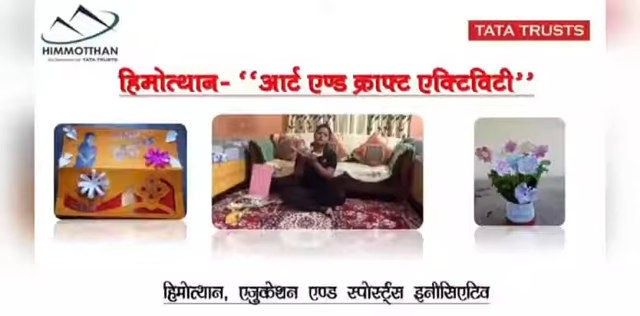 HIMMOTTHAN
TATA TRUSTS
हिमोत्थान- ‘‘आर्ट एण्ड क्राफ्ट एक्टिविटी’’
हिमोत्थान, एजुकेशन एण्ड स्पोर्ट्स इनीसिएटिव